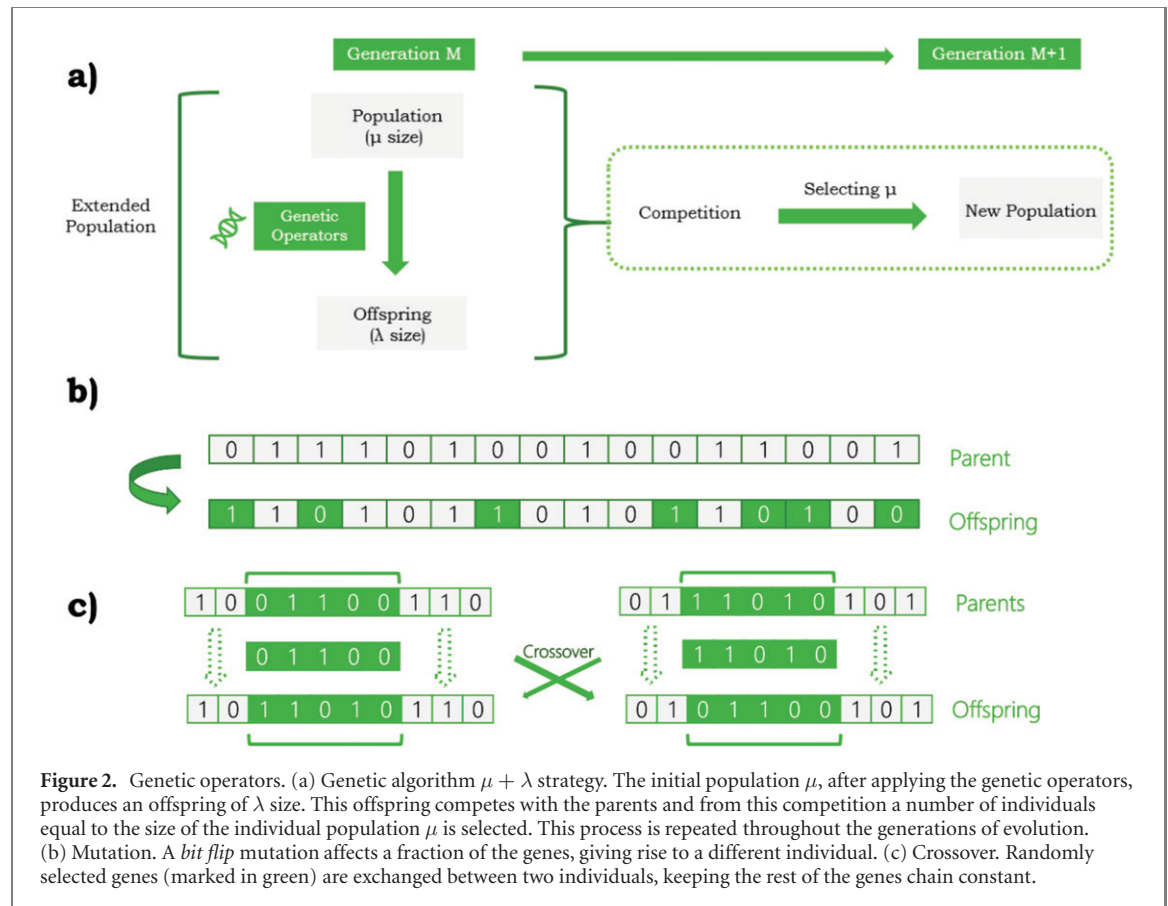 a)
Generation M
Generation M+1
Population
(μ size)
Extended
Population
Genetic
Operators
Offspring
(λ size)
Competition
Selecting μ
New Population
b)
0 1 1 1 0 1 0 0 1 0 0 1 1 0 0 1
Parent
1 1 0 1 0 1 1 0 1 0 1 1 0 1 0 0
Offspring
c)
1 0 0 1 1 0 0 1 1 0
0 1 1 1 0 1 0 1 0 1
Parents
0 1 1 0 0
Crossover
1 1 0 1 0
1 0 1 1 0 1 0 1 1 0
0 1 0 1 1 0 0 1 0 1
Offspring
Figure 2. Genetic operators. (a) Genetic algorithm μ + λ strategy. The initial population μ, after applying the genetic operators,
produces an offspring of λ size. This offspring competes with the parents and from this competition a number of individuals
equal to the size of the individual population μ is selected. This process is repeated throughout the generations of evolution.
(b) Mutation. A bit flip mutation affects a fraction of the genes, giving rise to a different individual. (c) Crossover. Randomly
selected genes (marked in green) are exchanged between two individuals, keeping the rest of the genes chain constant.